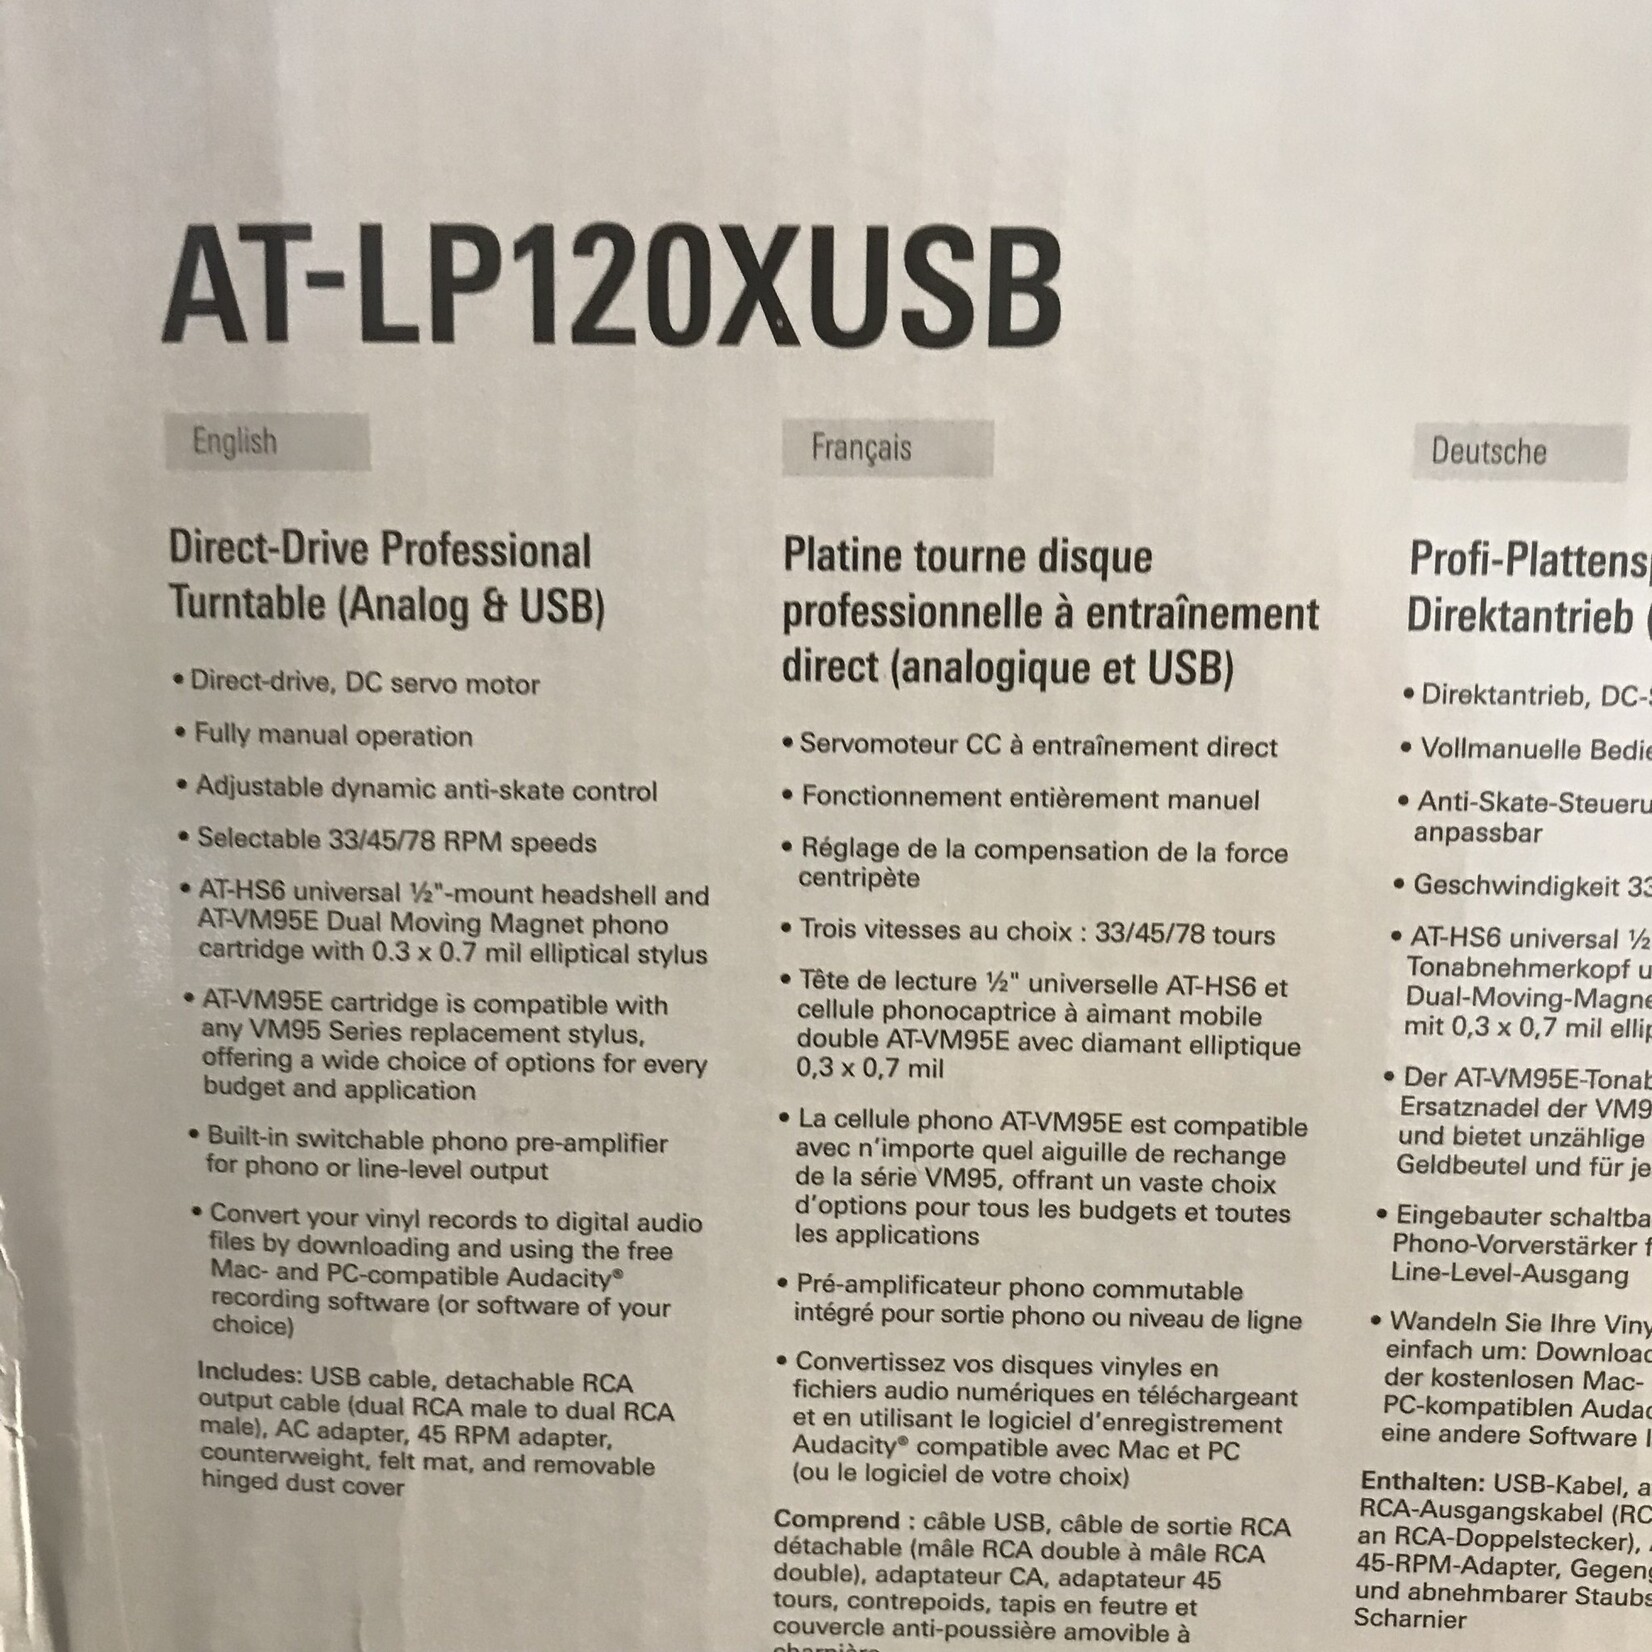 AT-LP120XUSB
English
Direct-Drive Professional
Turntable (Analog & USB)
• Direct-drive, DC servo motor
• Fully manual operation
• Adjustable dynamic anti-skate control
• Selectable 33/45/78 RPM speeds
• AT-HS6 universal ½"-mount headshell and
AT-VM95E Dual Moving Magnet phono
cartridge with 0.3 x 0.7 mil elliptical stylus
• AT-VM95E cartridge is compatible with
any VM95 Series replacement stylus,
offering a wide choice of options for every
budget and application
• Built-in switchable phono pre-amplifier
for phono or line-level output
• Convert your vinyl records to digital audio
files by downloading and using the free
Mac- and PC-compatible Audacity®
recording software (or software of your
choice)
Includes: USB cable, detachable RCA
output cable (dual RCA male to dual RCA
male), AC adapter, 45 RPM adapter,
counterweight, felt mat, and removable
hinged dust cover
Français
Platine tourne disque
professionnelle à entraînement
direct (analogique et USB)
• Servomoteur CC à entraînement direct
• Fonctionnement entièrement manuel
• Réglage de la compensation de la force
centripète
• Trois vitesses au choix : 33/45/78 tours
• Tête de lecture ½" universelle AT-HS6 et
cellule phonocaptrice à aimant mobile
double AT-VM95E avec diamant elliptique
0,3 x 0,7 mil
• La cellule phono AT-VM95E est compatible
avec n'importe quel aiguille de rechange
de la série VM95, offrant un vaste choix
d'options pour tous les budgets et toutes
les applications
• Pré-amplificateur phono commutable
intégré pour sortie phono ou niveau de ligne
• Convertissez vos disques vinyles en
fichiers audio numériques en téléchargeant
et en utilisant le logiciel d'enregistrement
Audacity® compatible avec Mac et PC
(ou le logiciel de votre choix)
Comprend : câble USB, câble de sortie RCA
détachable (mâle RCA double à mâle RCA
double), adaptateur CA, adaptateur 45
tours, contrepoids, tapis en feutre et
couvercle anti-poussière amovible à
Deutsche
Profi-Plattens
Direktantrieb (
• Direktantrieb, DC-
• Vollmanuelle Bedie
• Anti-Skate-Steueru
anpassbar
• Geschwindigkeit 33
• AT-HS6 universal ½
Tonabnehmerkopf u
Dual-Moving-Magne
mit 0,3 x 0,7 mil ellip
• Der AT-VM95E-Tonab
Ersatznadel der VM9
und bietet unzählige
Geldbeutel und für je
• Eingebauter schaltba
Phono-Vorverstärker f
Line-Level-Ausgang
• Wandeln Sie Ihre Viny
einfach um: Downloac
der kostenlosen Mac-
PC-kompatiblen Audac
eine andere Software I
Enthalten: USB-Kabel, a
RCA-Ausgangskabel (RC
an RCA-Doppelstecker),
45-RPM-Adapter, Gegeng
und abnehmbarer Staubs
Scharnier